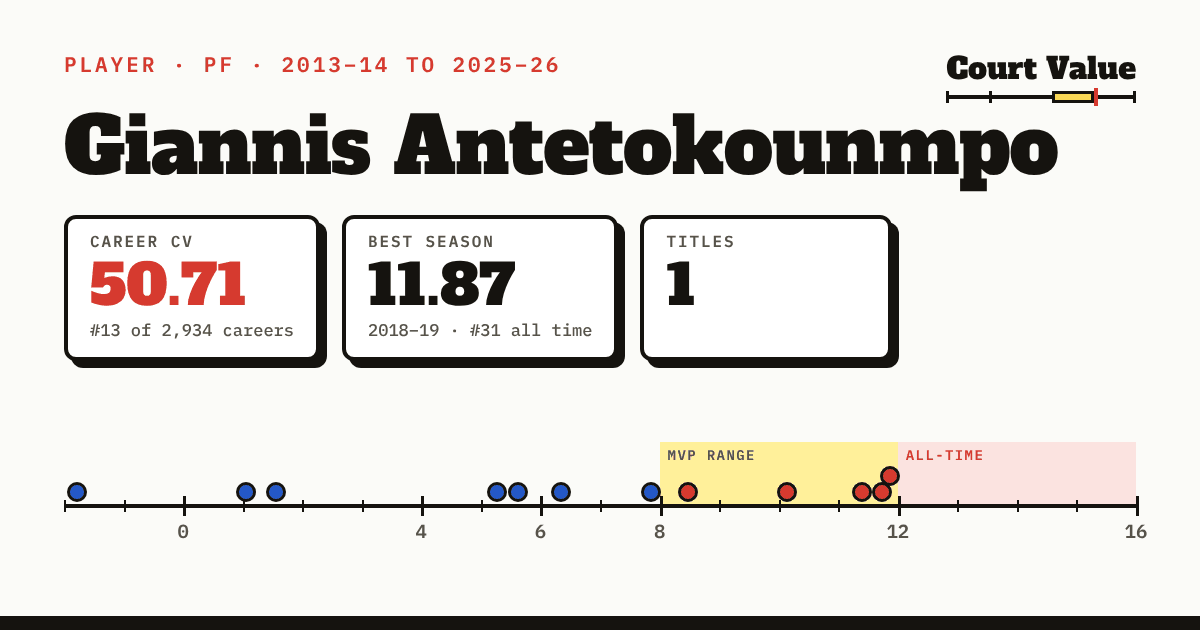 PLAYER · PF · 2013–14 TO 2025–26
Court Value
Giannis Antetokounmpo
CAREER CV
50.71
#13 of 2,934 careers
BEST SEASON
11.87
2018–19 · #31 all time
TITLES
1
MVP RANGE
ALL-TIME
0 4 6 8 12 16